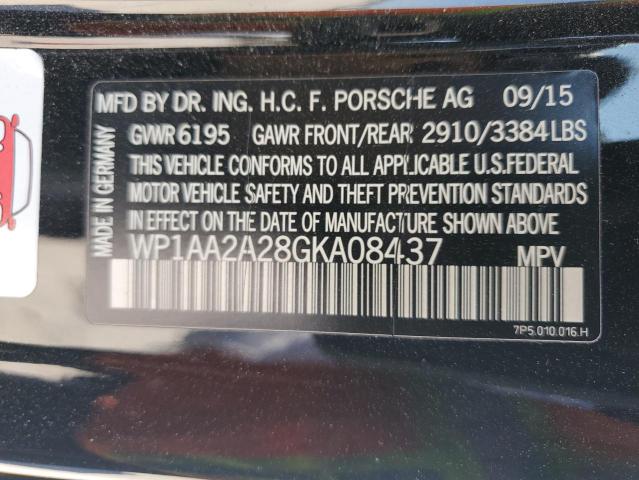 MFD BY DR. ING. H.C. F. PORSCHE AG 09/15
GVWR 6195 GAWR FRONT/REAR 2910/3384 LBS
THIS VEHICLE CONFORMS TO ALL APPLICABLE U.S.FEDERAL
MOTOR VEHICLE SAFETY AND THEFT PREVENTION STANDARDS
IN EFFECT ON THE DATE OF MANUFACTURE SHOWN ABOVE
WP1AA2A28GKA08437 MPV
7P5.010.016.H
MADE IN GERMANY